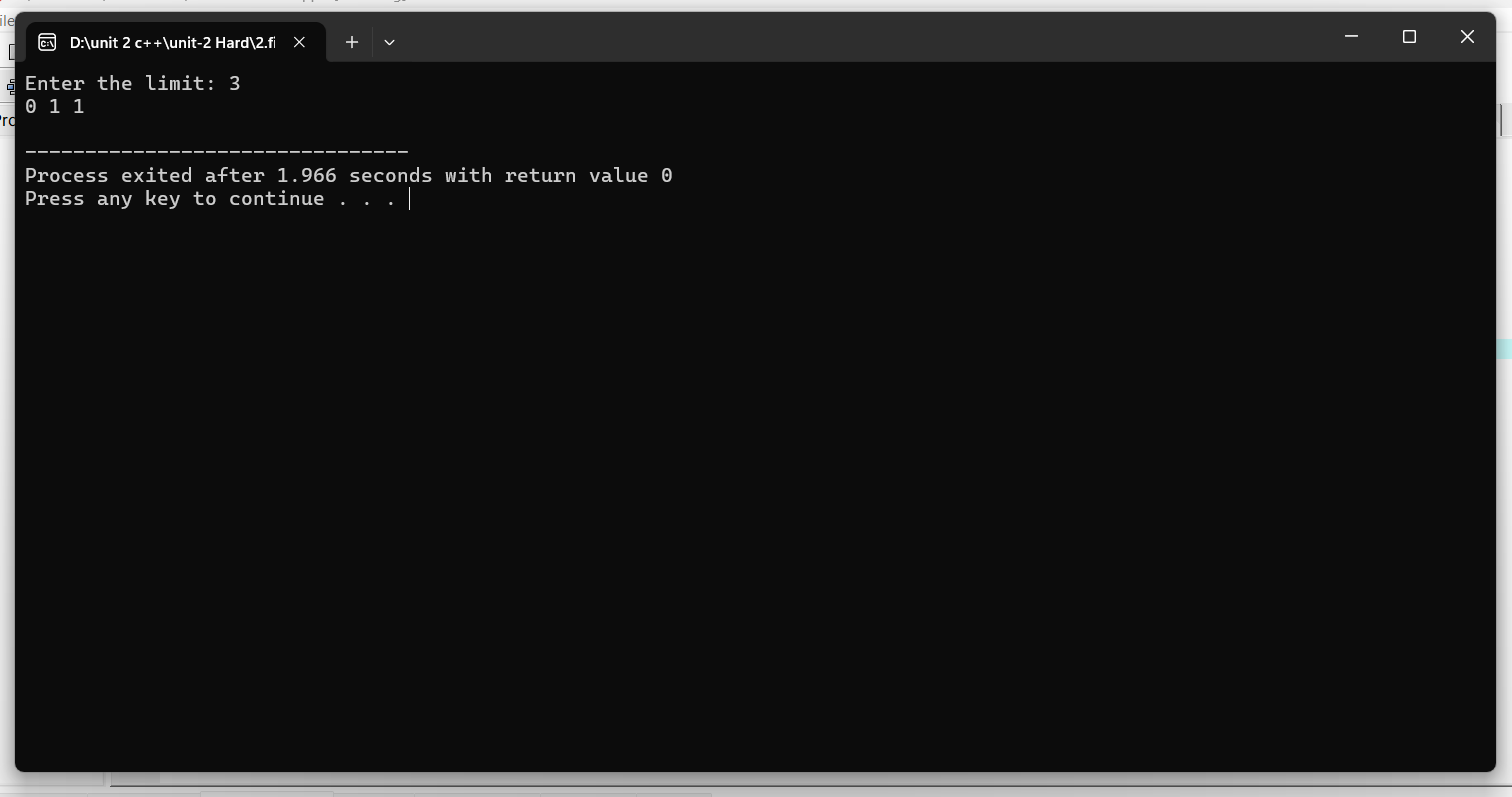 ile
D:\unit 2 c++\unit-2 Hard\2.fi
Enter the limit: 3
0 1 1
--------------------------------
Process exited after 1.966 seconds with return value 0
Press any key to continue . . .